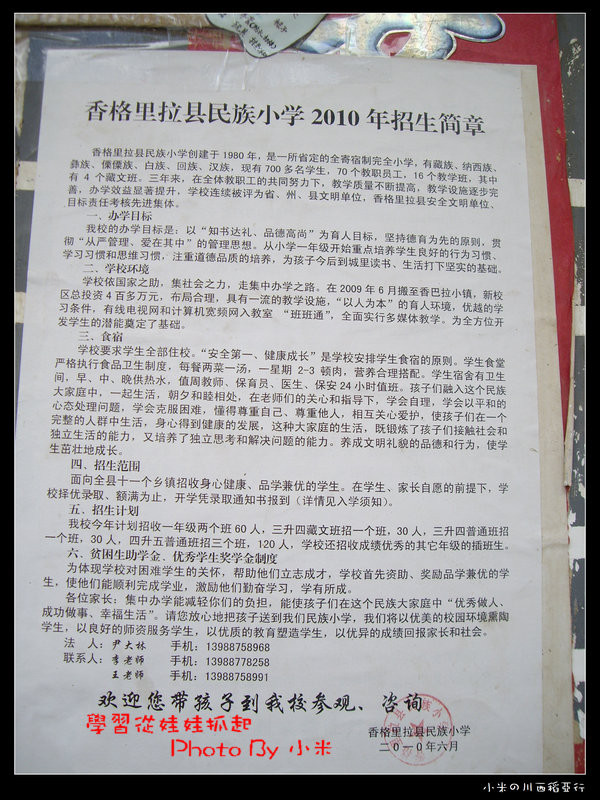 香格里拉县民族小学 2010 年招生简章
香格里拉县民族小学创建于 1980 年，是一所省定的全寄宿制完全小学，有藏族、纳西族、
彝族、傈僳族、白族、回族、汉族，现有 700 多名学生，70 个教职员工，16 个教学班，其中
有 4 个藏文班。三年来，在全体教职工的共同努力下，教学质量不断提高，教学设施逐步完
善，办学效益显著提升，学校连续被评为省、州、县文明单位，香格里拉县安全文明单位，
目标责任考核先进集体。
一、办学目标
我校的办学目标是：以“知书达礼、品德高尚”为育人目标，坚持德育为先的原则，贯
彻“从严管理、爱在其中”的管理思想。从小学一年级开始重点培养学生良好的行为习惯、
学习习惯和思维习惯，注重道德品质的培养，为孩子今后到城里读书、生活打下坚实的基础。
二、学校环境
学校依国家之助，集社会之力，走集中办学之路。在 2009 年 6 月搬至香巴拉小镇，新校
区总投资 4 百多万元，布局合理，具有一流的教学设施，“以人为本”的育人环境，优越的学
习条件，有线电视网和计算机宽频网入教室 “班班通”，全面实行多媒体教学。为全方位开
发学生的潜能奠定了基础。
三、食宿
学校要求学生全部住校。“安全第一、健康成长”是学校安排学生食宿的原则。学生食堂
严格执行食品卫生制度，每餐两菜一汤，一星期 2-3 顿肉，营养合理搭配。学生宿舍有卫生
间，早、中、晚供热水，值周教师、保育员、医生、保安 24 小时值班。孩子们融入这个民族
大家庭中，一起生活，朝夕和睦相处，在老师们的关心和指导下，学会自理，学会以平和的
心态处理问题，学会克服困难，懂得尊重自己、尊重他人，相互关心爱护，使孩子们在一个
完整的人群中生活，身心得到健康的发展，这种大家庭的生活，既锻炼了孩子们接触社会和
独立生活的能力，又培养了独立思考和解决问题的能力。养成文明礼貌的品德和行为，使学
生茁壮地成长。
四、招生范围
面向全县十一个乡镇招收身心健康、品学兼优的学生。在学生、家长自愿的前提下，学
校择优录取、额满为止，开学凭录取通知书报到（详情见入学须知）。
五、招生计划
我校今年计划招收一年级两个班 60 人，三升四藏文班招一个班，30 人，三升四普通班招
一个班，30 人，四升五普通班招三个班，120 人，学校还招收成绩优秀的其它年级的插班生。
六、贫困生助学金、优秀学生奖学金制度
为体现学校对困难学生的关怀，帮助他们立志成才，学校首先资助、奖励品学兼优的学
生，使他们能顺利完成学业，激励他们勤奋学习，学有所成。
各位家长：集中办学能减轻你们的负担，能使孩子们在这个民族大家庭中“优秀做人、
成功做事、幸福生活”。请您放心地把孩子送到我们民族小学，我们将以优美的校园环境熏陶
学生，以良好的师资服务学生，以优质的教育塑造学生，以优异的成绩回报家长和社会。
法 人：尹大林 手机：13988758968
联系人：李老师 手机：13988778258
王老师 手机：13988758991
欢迎您带孩子到我校参观、咨询
香格里拉县民族小学
二○一○年六月
學習從娃娃抓起
Photo By 小米
小米の川西稻亞行